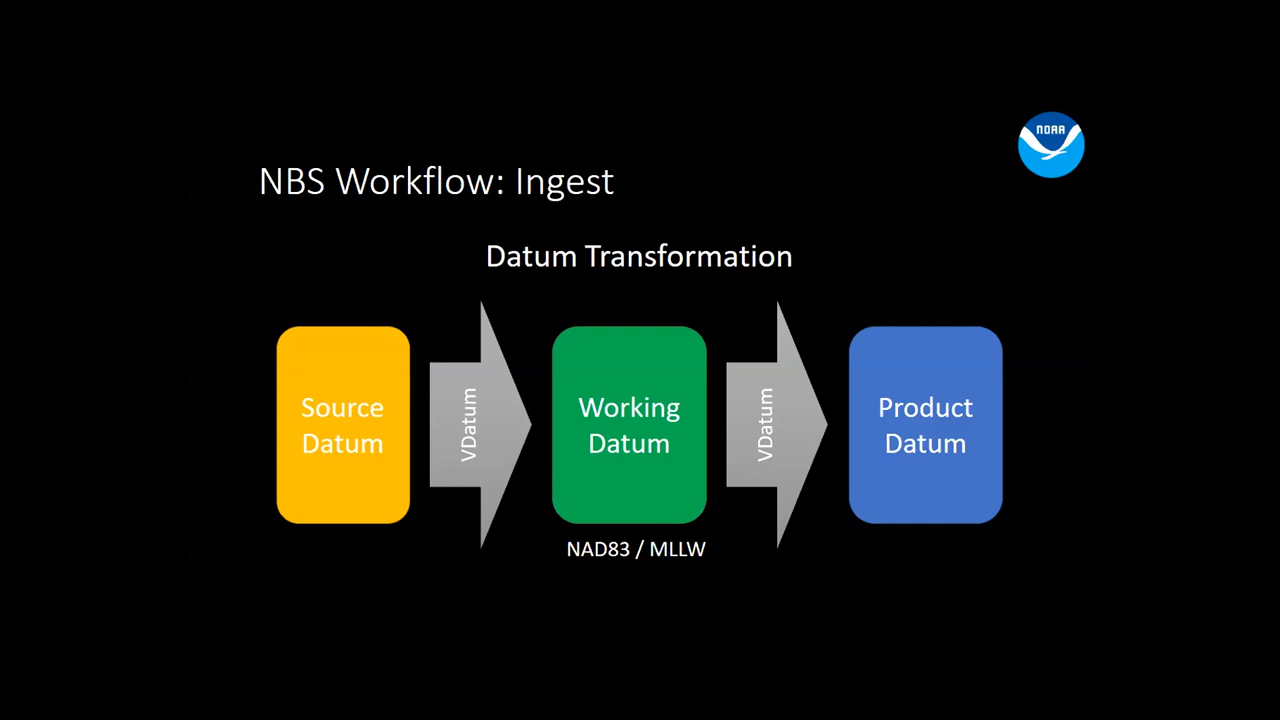 NOAA
NBS Workflow: Ingest
Datum Transformation
Source
Datum
VDatum
Working
Datum
VDatum
Product
Datum
NAD83 / MLLW